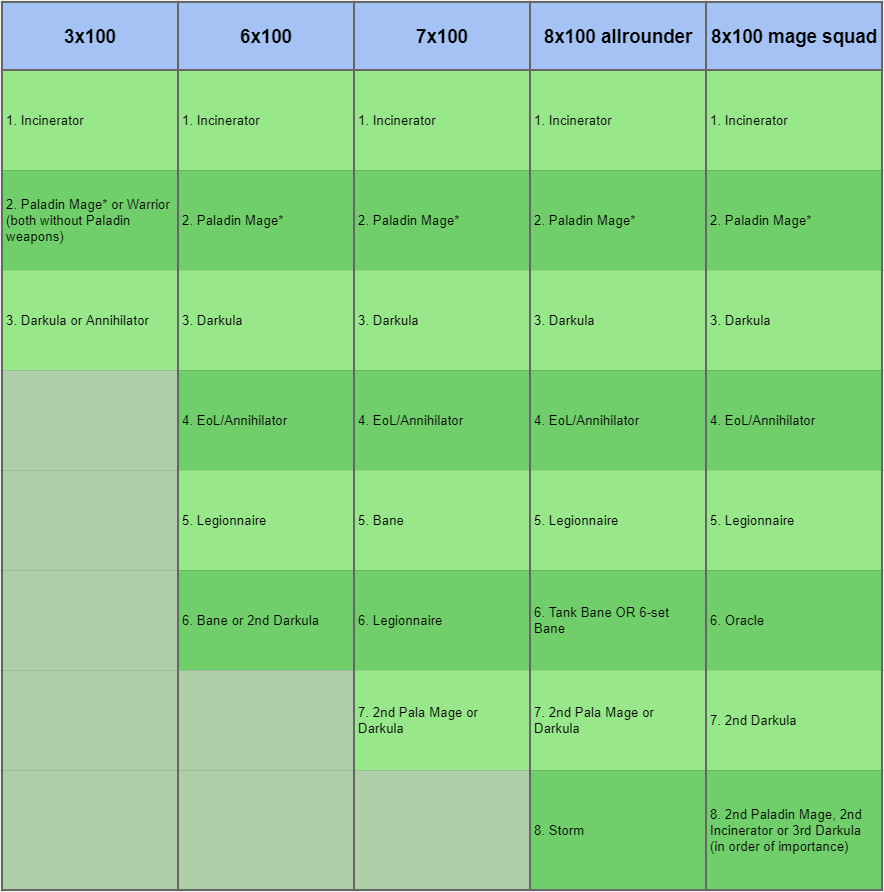 3x100
6x100
7x100
8x100 allrounder
8x100 mage squad
1. Incinerator
1. Incinerator
1. Incinerator
1. Incinerator
1. Incinerator
2. Paladin Mage* or Warrior
(both without Paladin
weapons)
2. Paladin Mage*
2. Paladin Mage*
2. Paladin Mage*
2. Paladin Mage*
3. Darkula or Annihilator
3. Darkula
3. Darkula
3. Darkula
3. Darkula
4. EoL/Annihilator
4. EoL/Annihilator
4. EoL/Annihilator
4. EoL/Annihilator
5. Legionnaire
5. Bane
5. Legionnaire
5. Legionnaire
6. Bane or 2nd Darkula
6. Legionnaire
6. Tank Bane OR 6-set
Bane
6. Oracle
7. 2nd Pala Mage or
Darkula
7. 2nd Pala Mage or
Darkula
7. 2nd Darkula
8. Storm
8. 2nd Paladin Mage, 2nd
Incinerator or 3rd Darkula
(in order of importance)